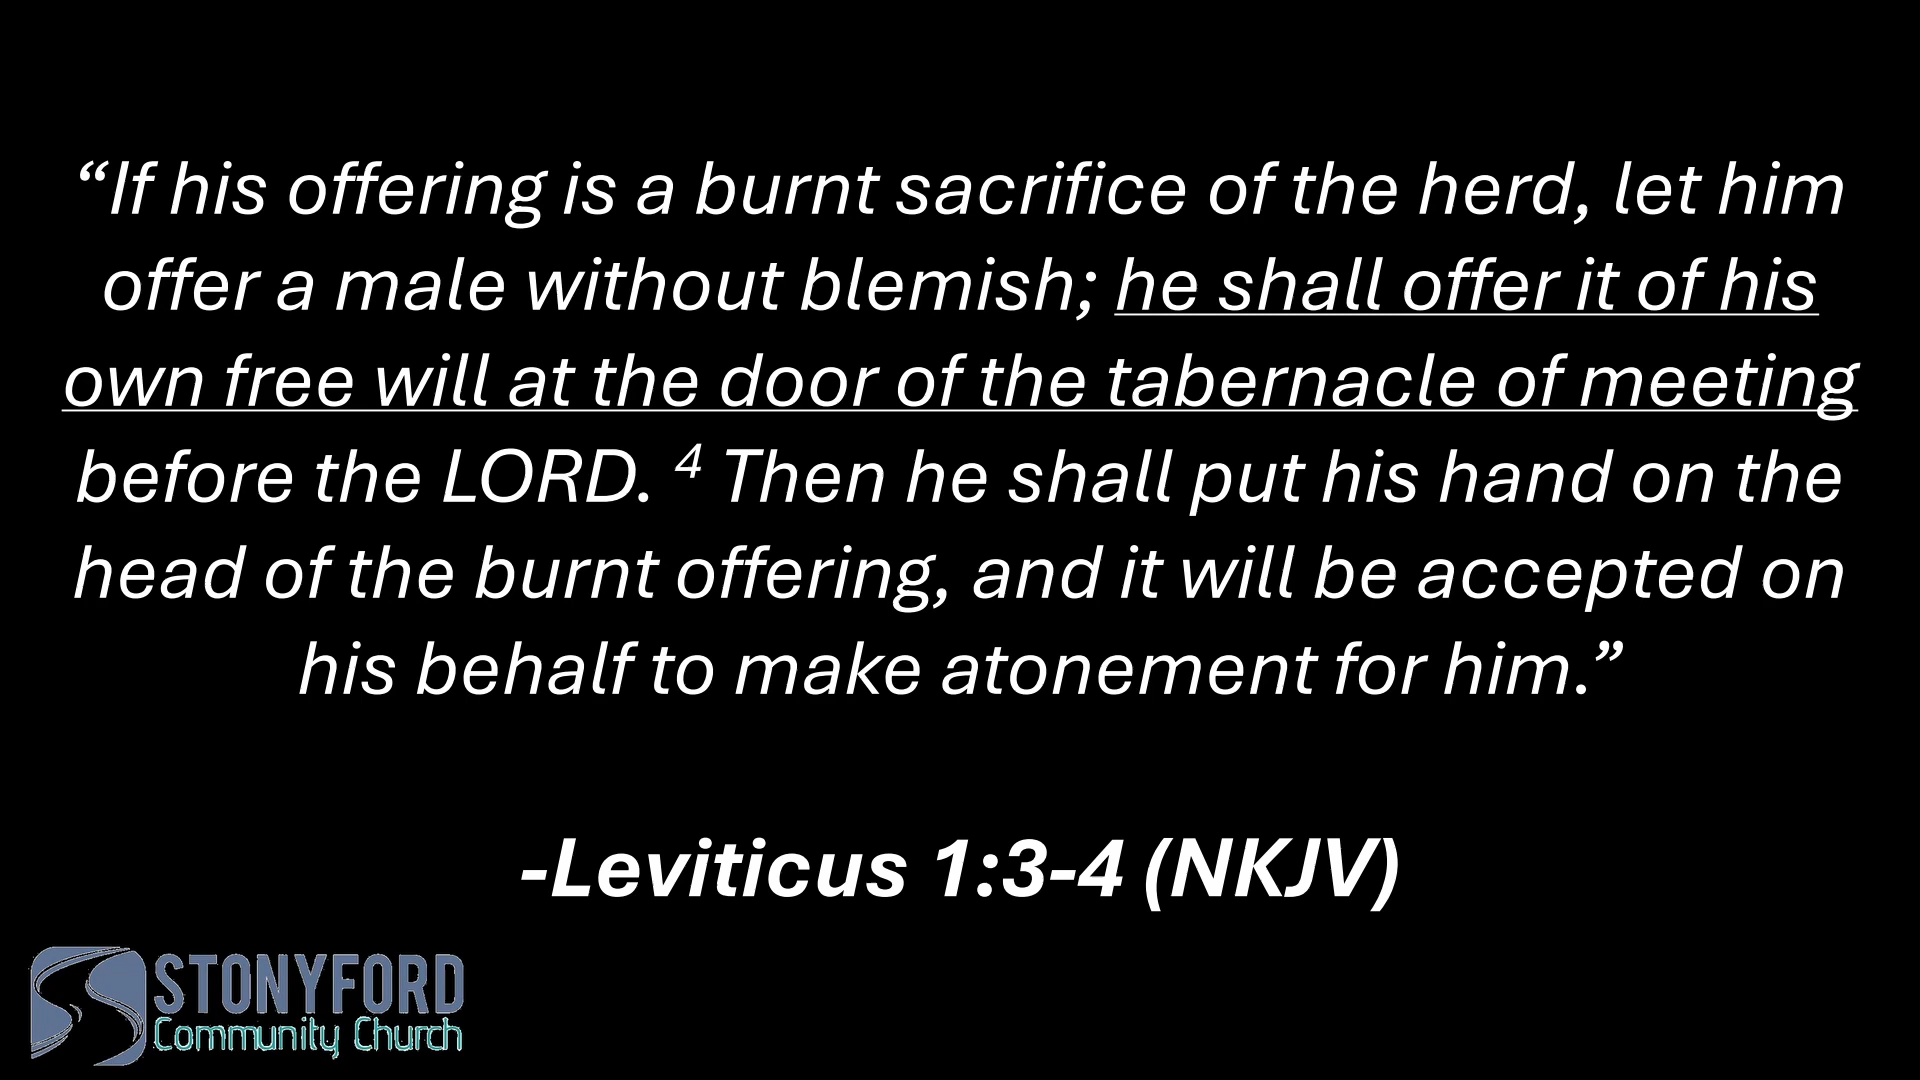 “If his offering is a burnt sacrifice of the herd, let him
offer a male without blemish; he shall offer it of his
own free will at the door of the tabernacle of meeting
before the LORD. ⁴ Then he shall put his hand on the
head of the burnt offering, and it will be accepted on
his behalf to make atonement for him.”
-Leviticus 1:3-4 (NKJV)
STONYFORD
Community Church